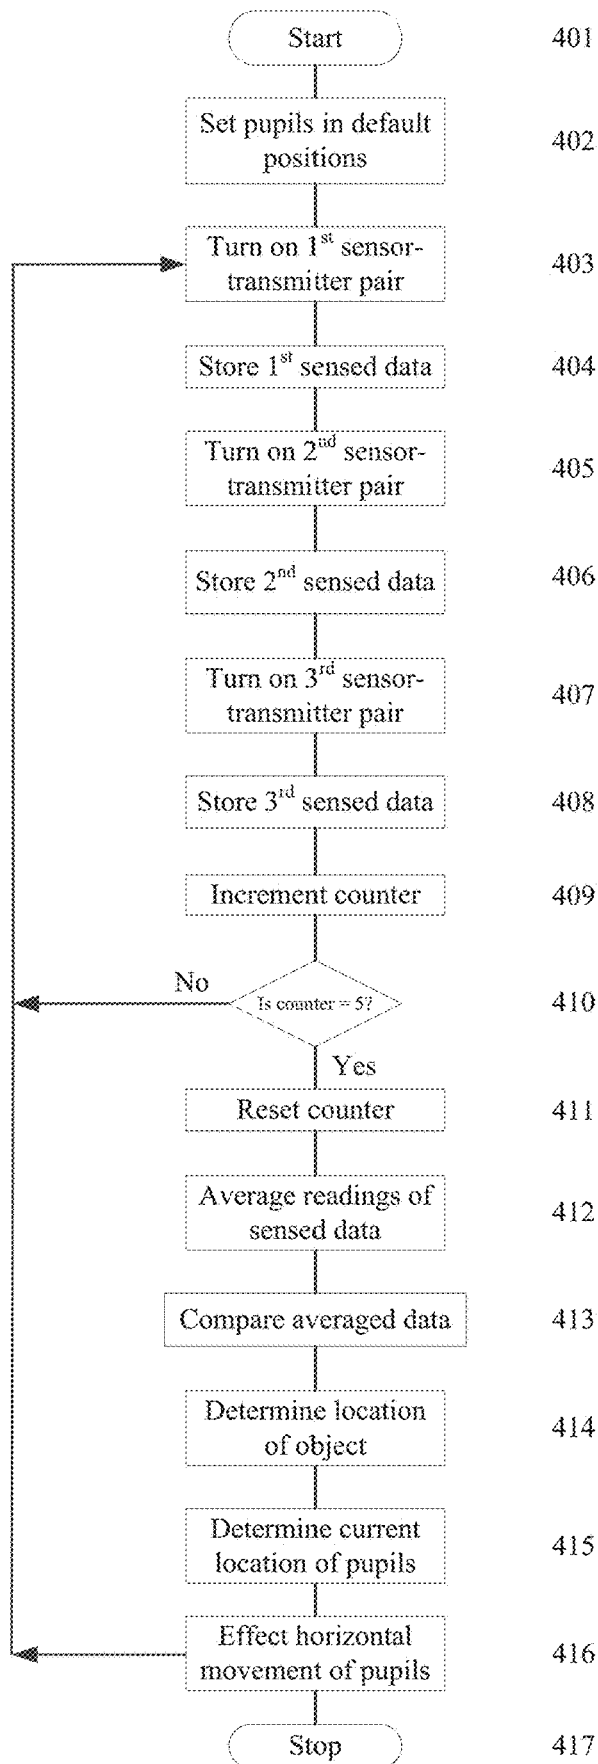 Start 401
Set pupils in default
positions 402
Turn on 1st sensor-
transmitter pair 403
Store 1st sensed data 404
Turn on 2nd sensor-
transmitter pair 405
Store 2nd sensed data 406
Turn on 3rd sensor-
transmitter pair 407
Store 3rd sensed data 408
Increment counter 409
No
Is counter = 5? 410
Yes
Reset counter 411
Average readings of
sensed data 412
Compare averaged data 413
Determine location
of object 414
Determine current
location of pupils 415
Effect horizontal
movement of pupils 416
Stop 417